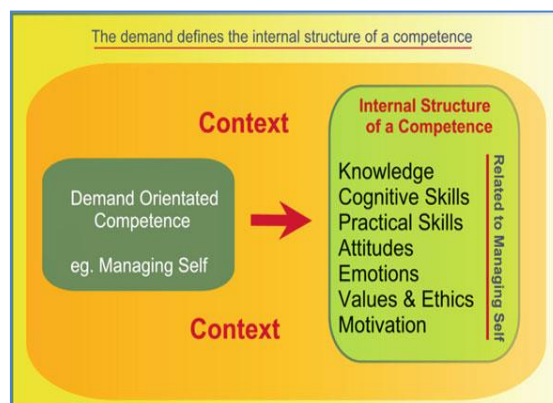 The demand defines the internal structure of a competence
Context
Demand Orientated
Competence
eg. Managing Self
Context
Internal Structure
of a Competence
Knowledge
Cognitive Skills
Practical Skills
Attitudes
Emotions
Values & Ethics
Motivation
Related to Managing Self